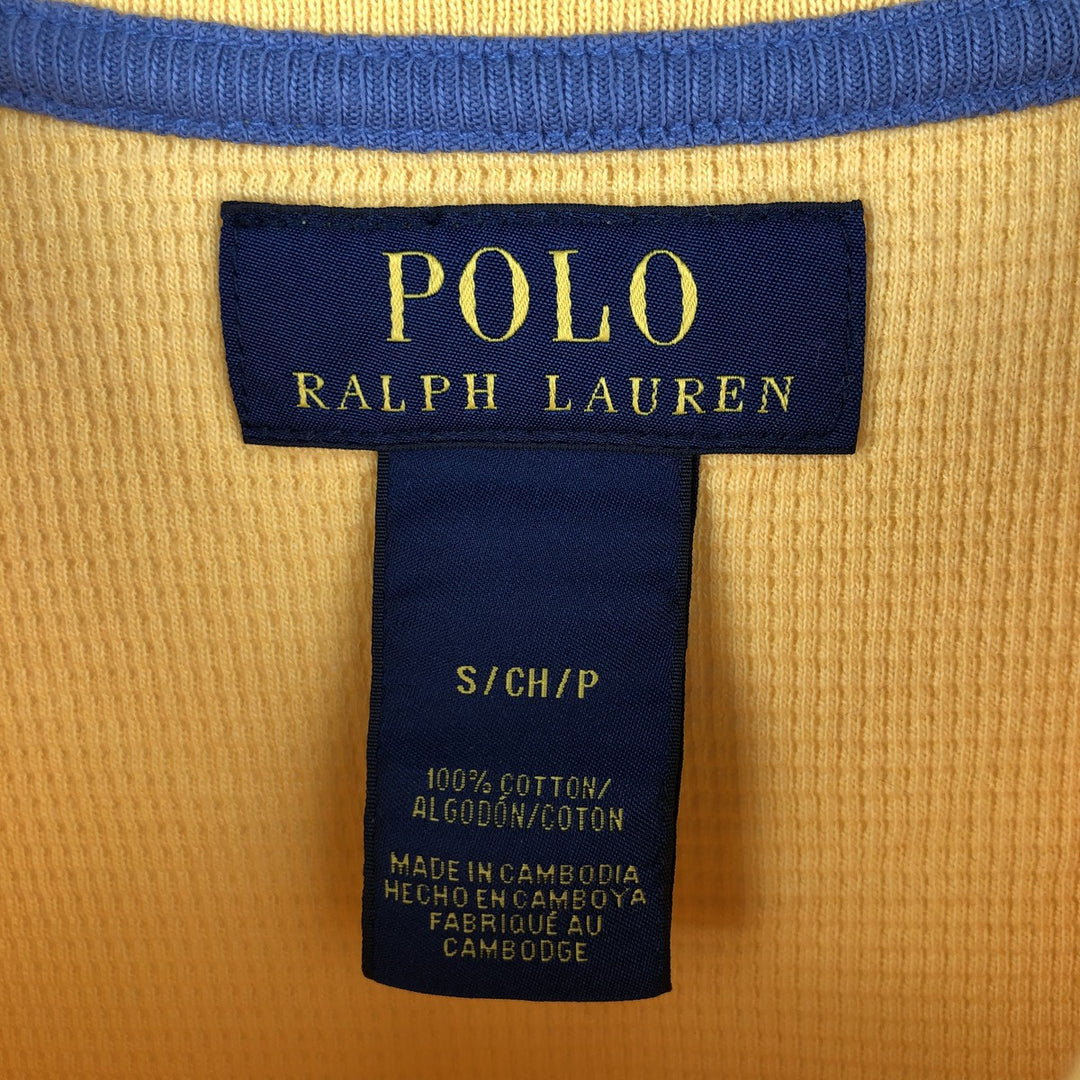 POLO
RALPH LAUREN
S/CH/P
100% COTTON/
ALGODÓN/COTON
MADE IN CAMBODIA
HECHO EN CAMBOYA
FABRIQUÉ AU
CAMBODGE